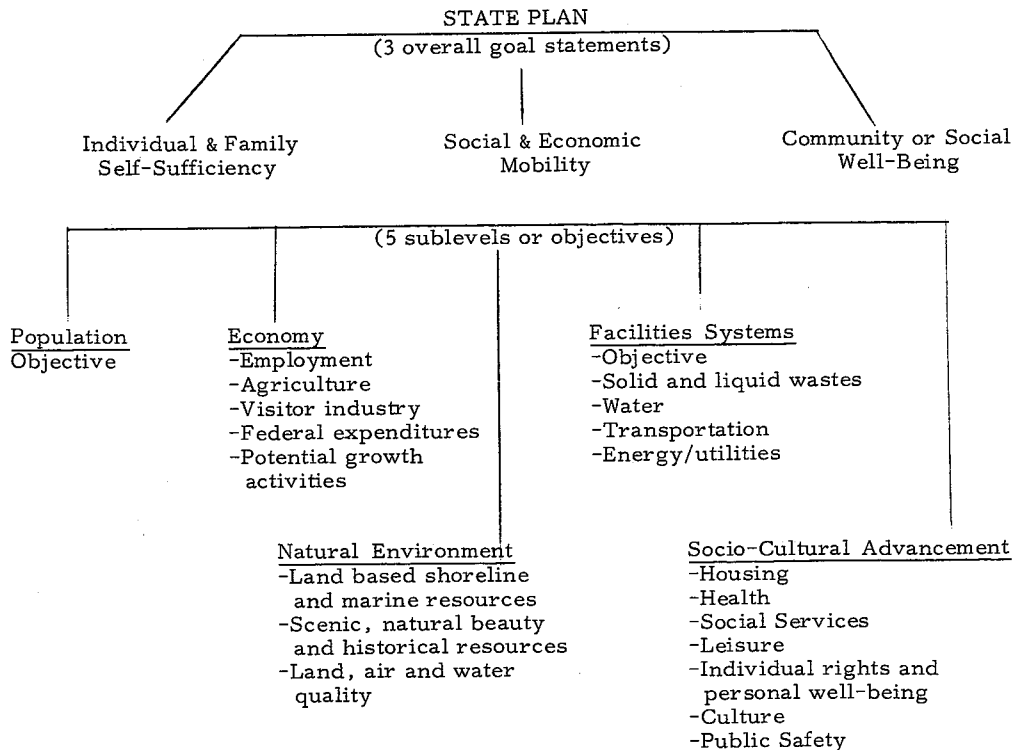 STATE PLAN
(3 overall goal statements)
Individual & Family
Self-Sufficiency
Social & Economic
Mobility
Community or Social
Well-Being
(5 sublevels or objectives)
Population
Objective
Economy
-Employment
-Agriculture
-Visitor industry
-Federal expenditures
-Potential growth
activities
Facilities Systems
-Objective
-Solid and liquid wastes
-Water
-Transportation
-Energy/utilities
Natural Environment
-Land based shoreline
and marine resources
-Scenic, natural beauty
and historical resources
-Land, air and water
quality
Socio-Cultural Advancement
-Housing
-Health
-Social Services
-Leisure
-Individual rights and
personal well-being
-Culture
-Public Safety